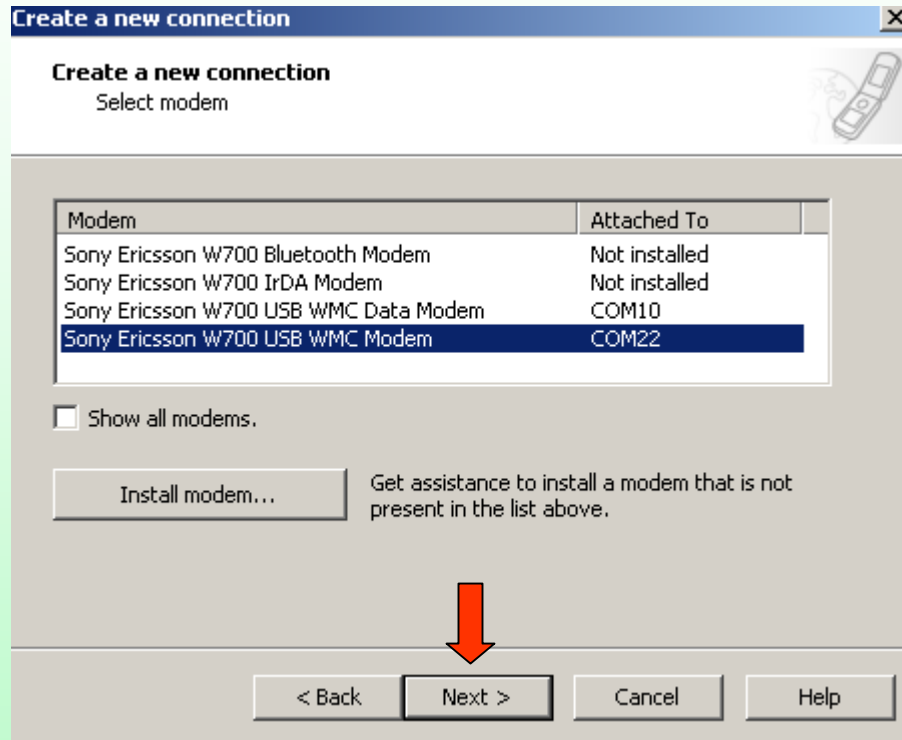 Create a new connection
Create a new connection
Select modem
Modem Attached To
Sony Ericsson W700 Bluetooth Modem Not installed
Sony Ericsson W700 IrDA Modem Not installed
Sony Ericsson W700 USB WMC Data Modem COM10
Sony Ericsson W700 USB WMC Modem COM22
Show all modems.
Install modem... Get assistance to install a modem that is not
present in the list above.
< Back Next > Cancel Help